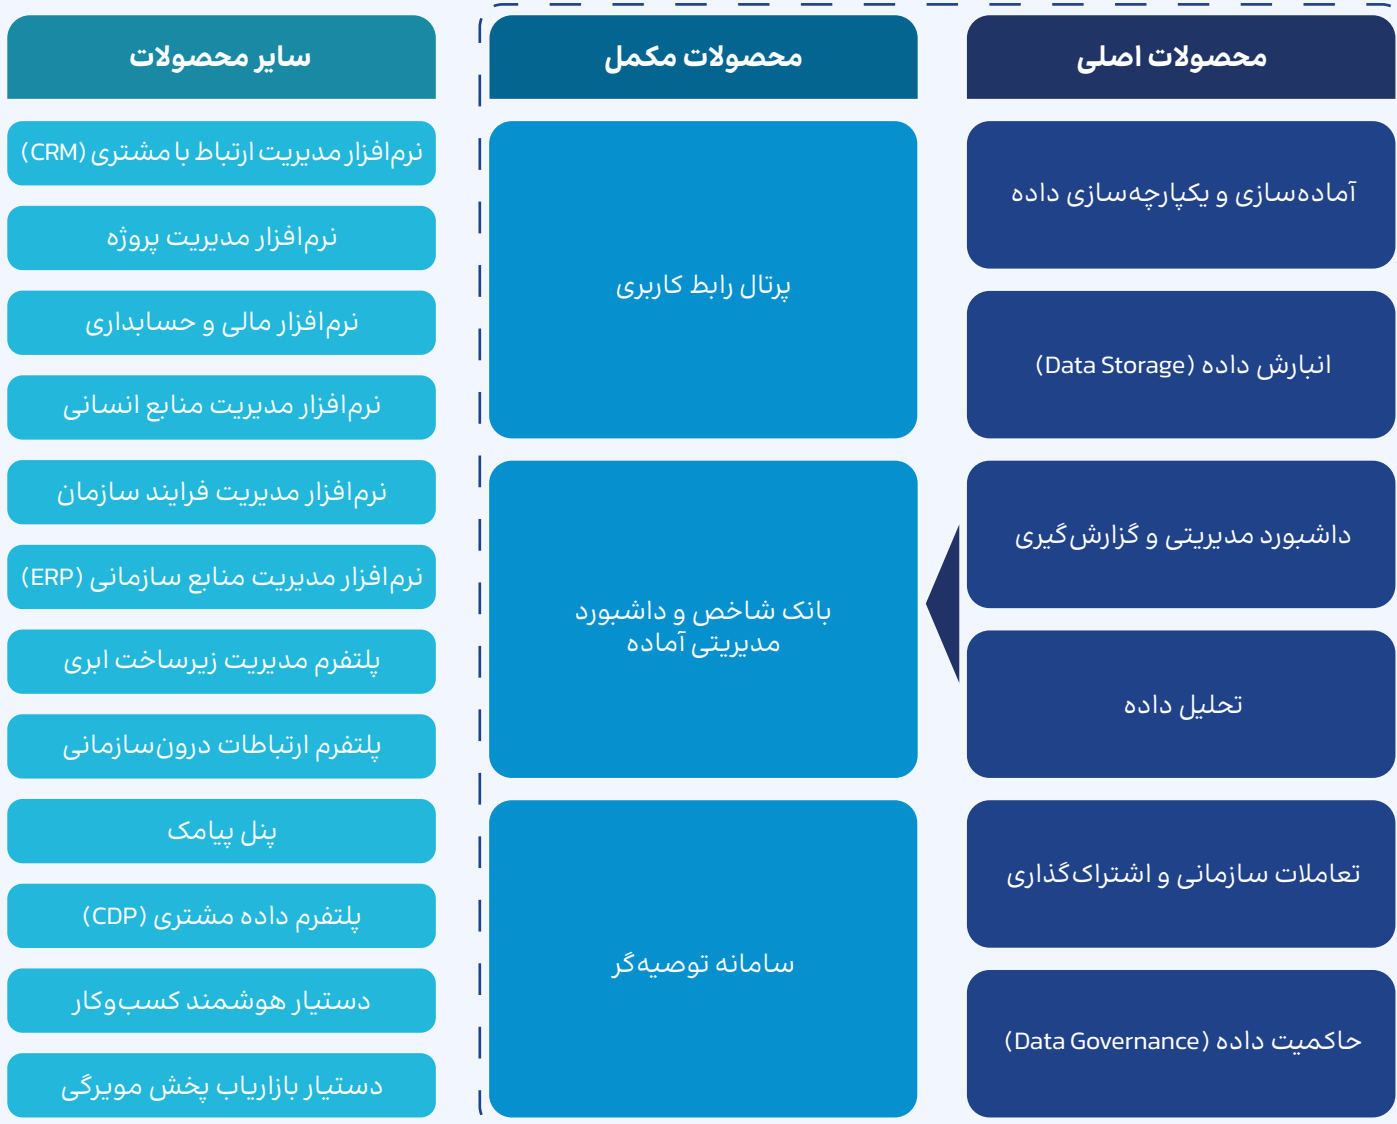 محصولات اصلی
آماده‌سازی و یکپارچه‌سازی داده
انبارش داده (Data Storage)
داشبورد مدیریتی و گزارش‌گیری
تحلیل داده
تعاملات سازمانی و اشتراک‌گذاری
حاکمیت داده (Data Governance)
محصولات مکمل
پرتال رابط کاربری
بانک شاخص و داشبورد
مدیریتی آماده
سامانه توصیه‌گر
سایر محصولات
نرم‌افزار مدیریت ارتباط با مشتری (CRM)
نرم‌افزار مدیریت پروژه
نرم‌افزار مالی و حسابداری
نرم‌افزار مدیریت منابع انسانی
نرم‌افزار مدیریت فرایند سازمان
نرم‌افزار مدیریت منابع سازمانی (ERP)
پلتفرم مدیریت زیرساخت ابری
پلتفرم ارتباطات درون‌سازمانی
پنل پیامک
پلتفرم داده مشتری (CDP)
دستیار هوشمند کسب‌وکار
دستیار بازاریاب پخش مویرگی